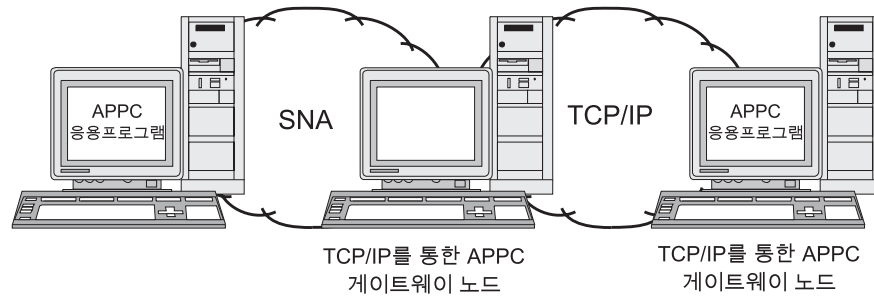 APPC
응용프로그램
SNA
TCP/IP
APPC
응용프로그램
TCP/IP를 통한 APPC
게이트웨이 노드
TCP/IP를 통한 APPC
게이트웨이 노드